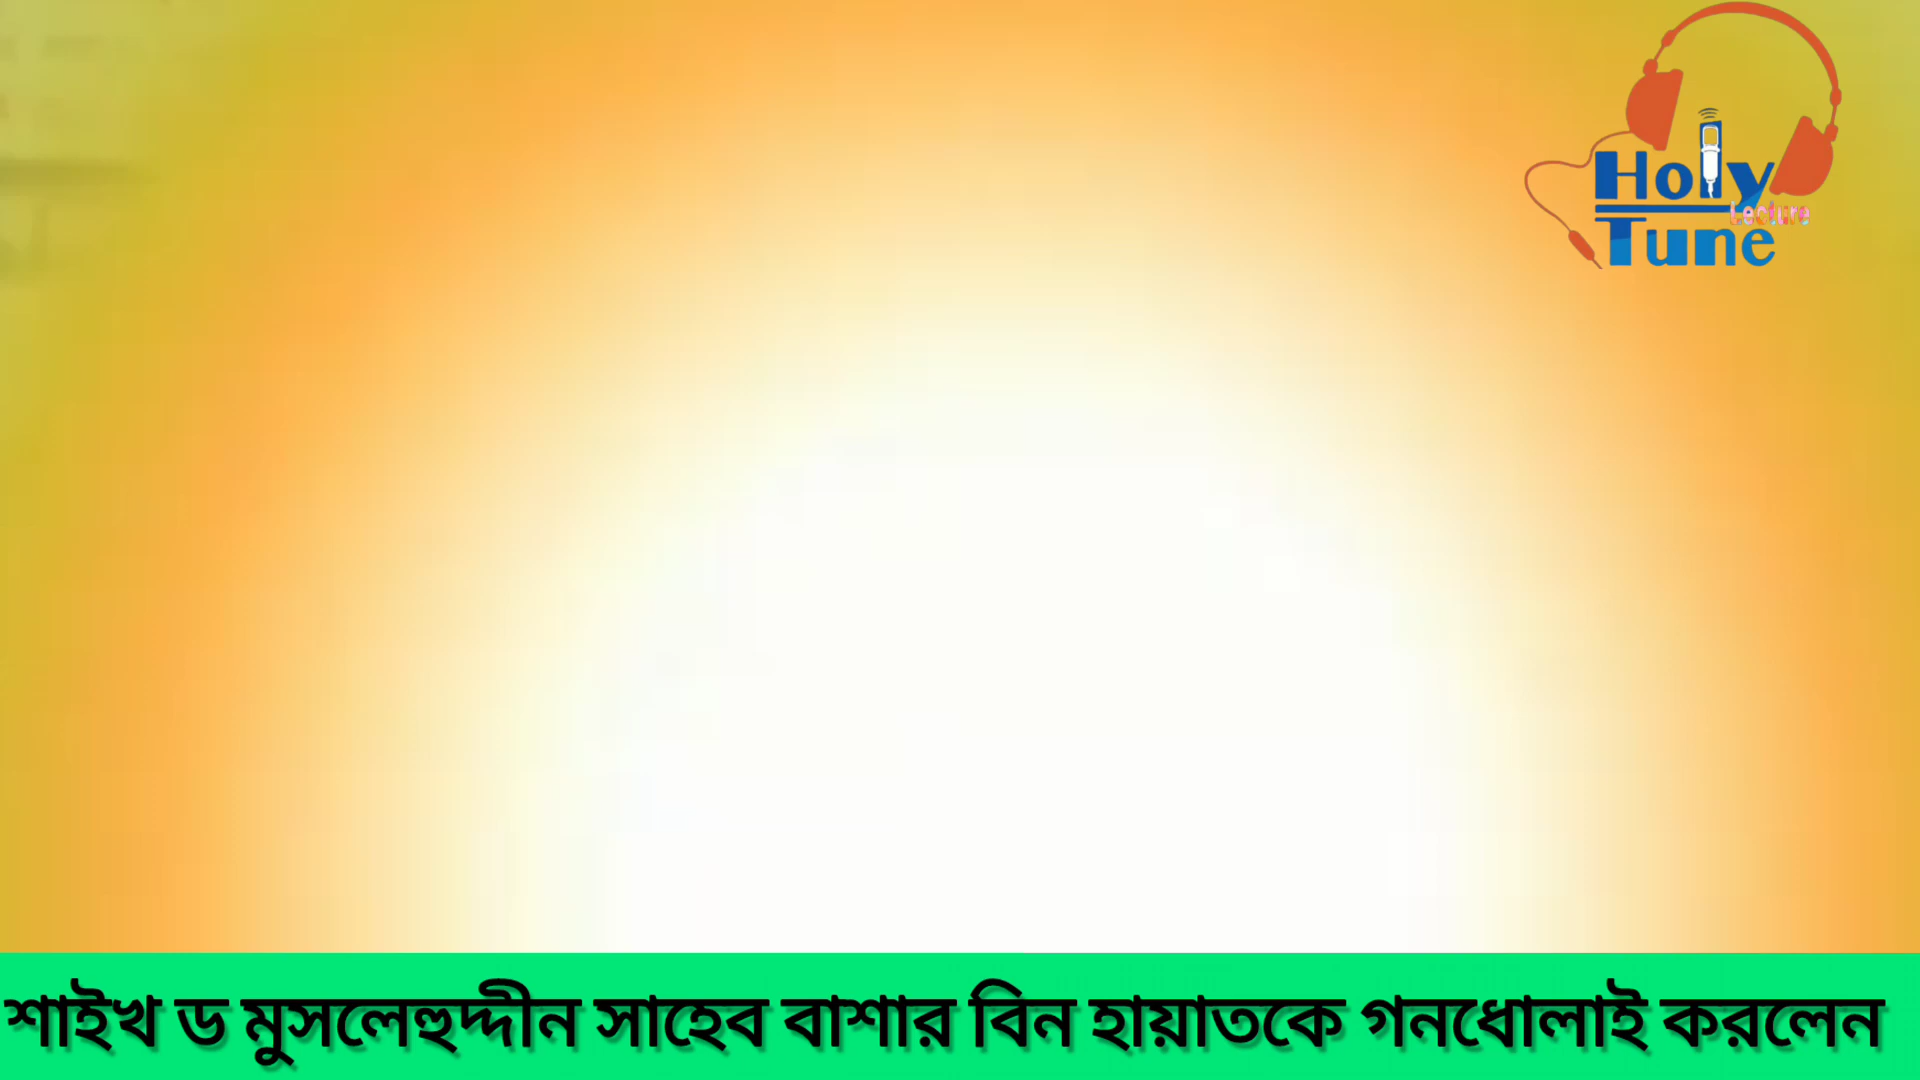 Holy
Lecture
Tune
শাইখ ড মুসলেহুদ্দীন সাহেব বাশার বিন হায়াতকে গনধোলাই করলেন